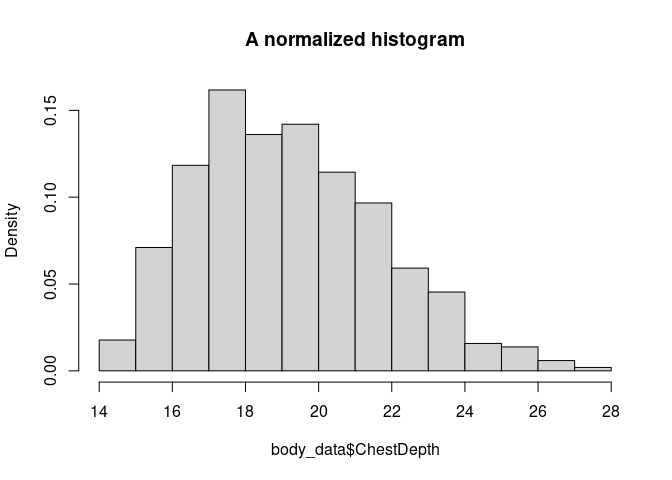 A normalized histogram
Density
0.00 0.05 0.10 0.15
14 16 18 20 22 24 26 28
body_data$ChestDepth